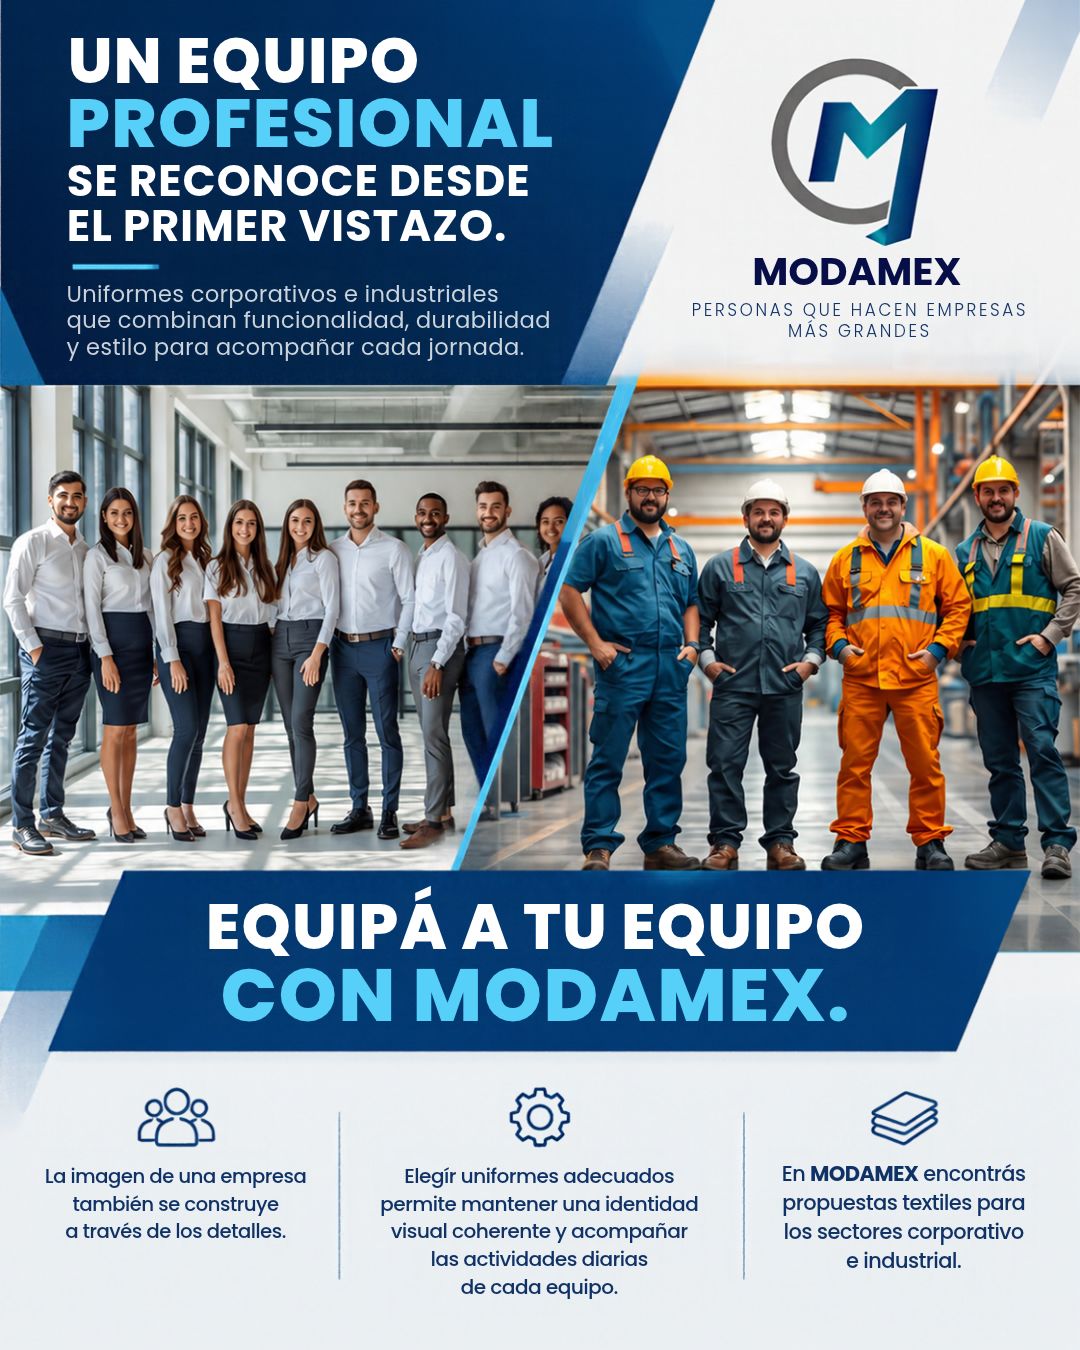 UN EQUIPO
PROFESIONAL
SE RECONOCE DESDE
EL PRIMER VISTAZO.
Uniformes corporativos e industriales
que combinan funcionalidad, durabilidad
y estilo para acompañar cada jornada.
MODAMEX
PERSONAS QUE HACEN EMPRESAS
MÁS GRANDES
EQUIPÁ A TU EQUIPO
CON MODAMEX.
La imagen de una empresa
también se construye
a través de los detalles.
Elegír uniformes adecuados
permite mantener una identidad
visual coherente y acompañar
las actividades diarias
de cada equipo.
En MODAMEX encontrás
propuestas textiles para
los sectores corporativo
e industrial.